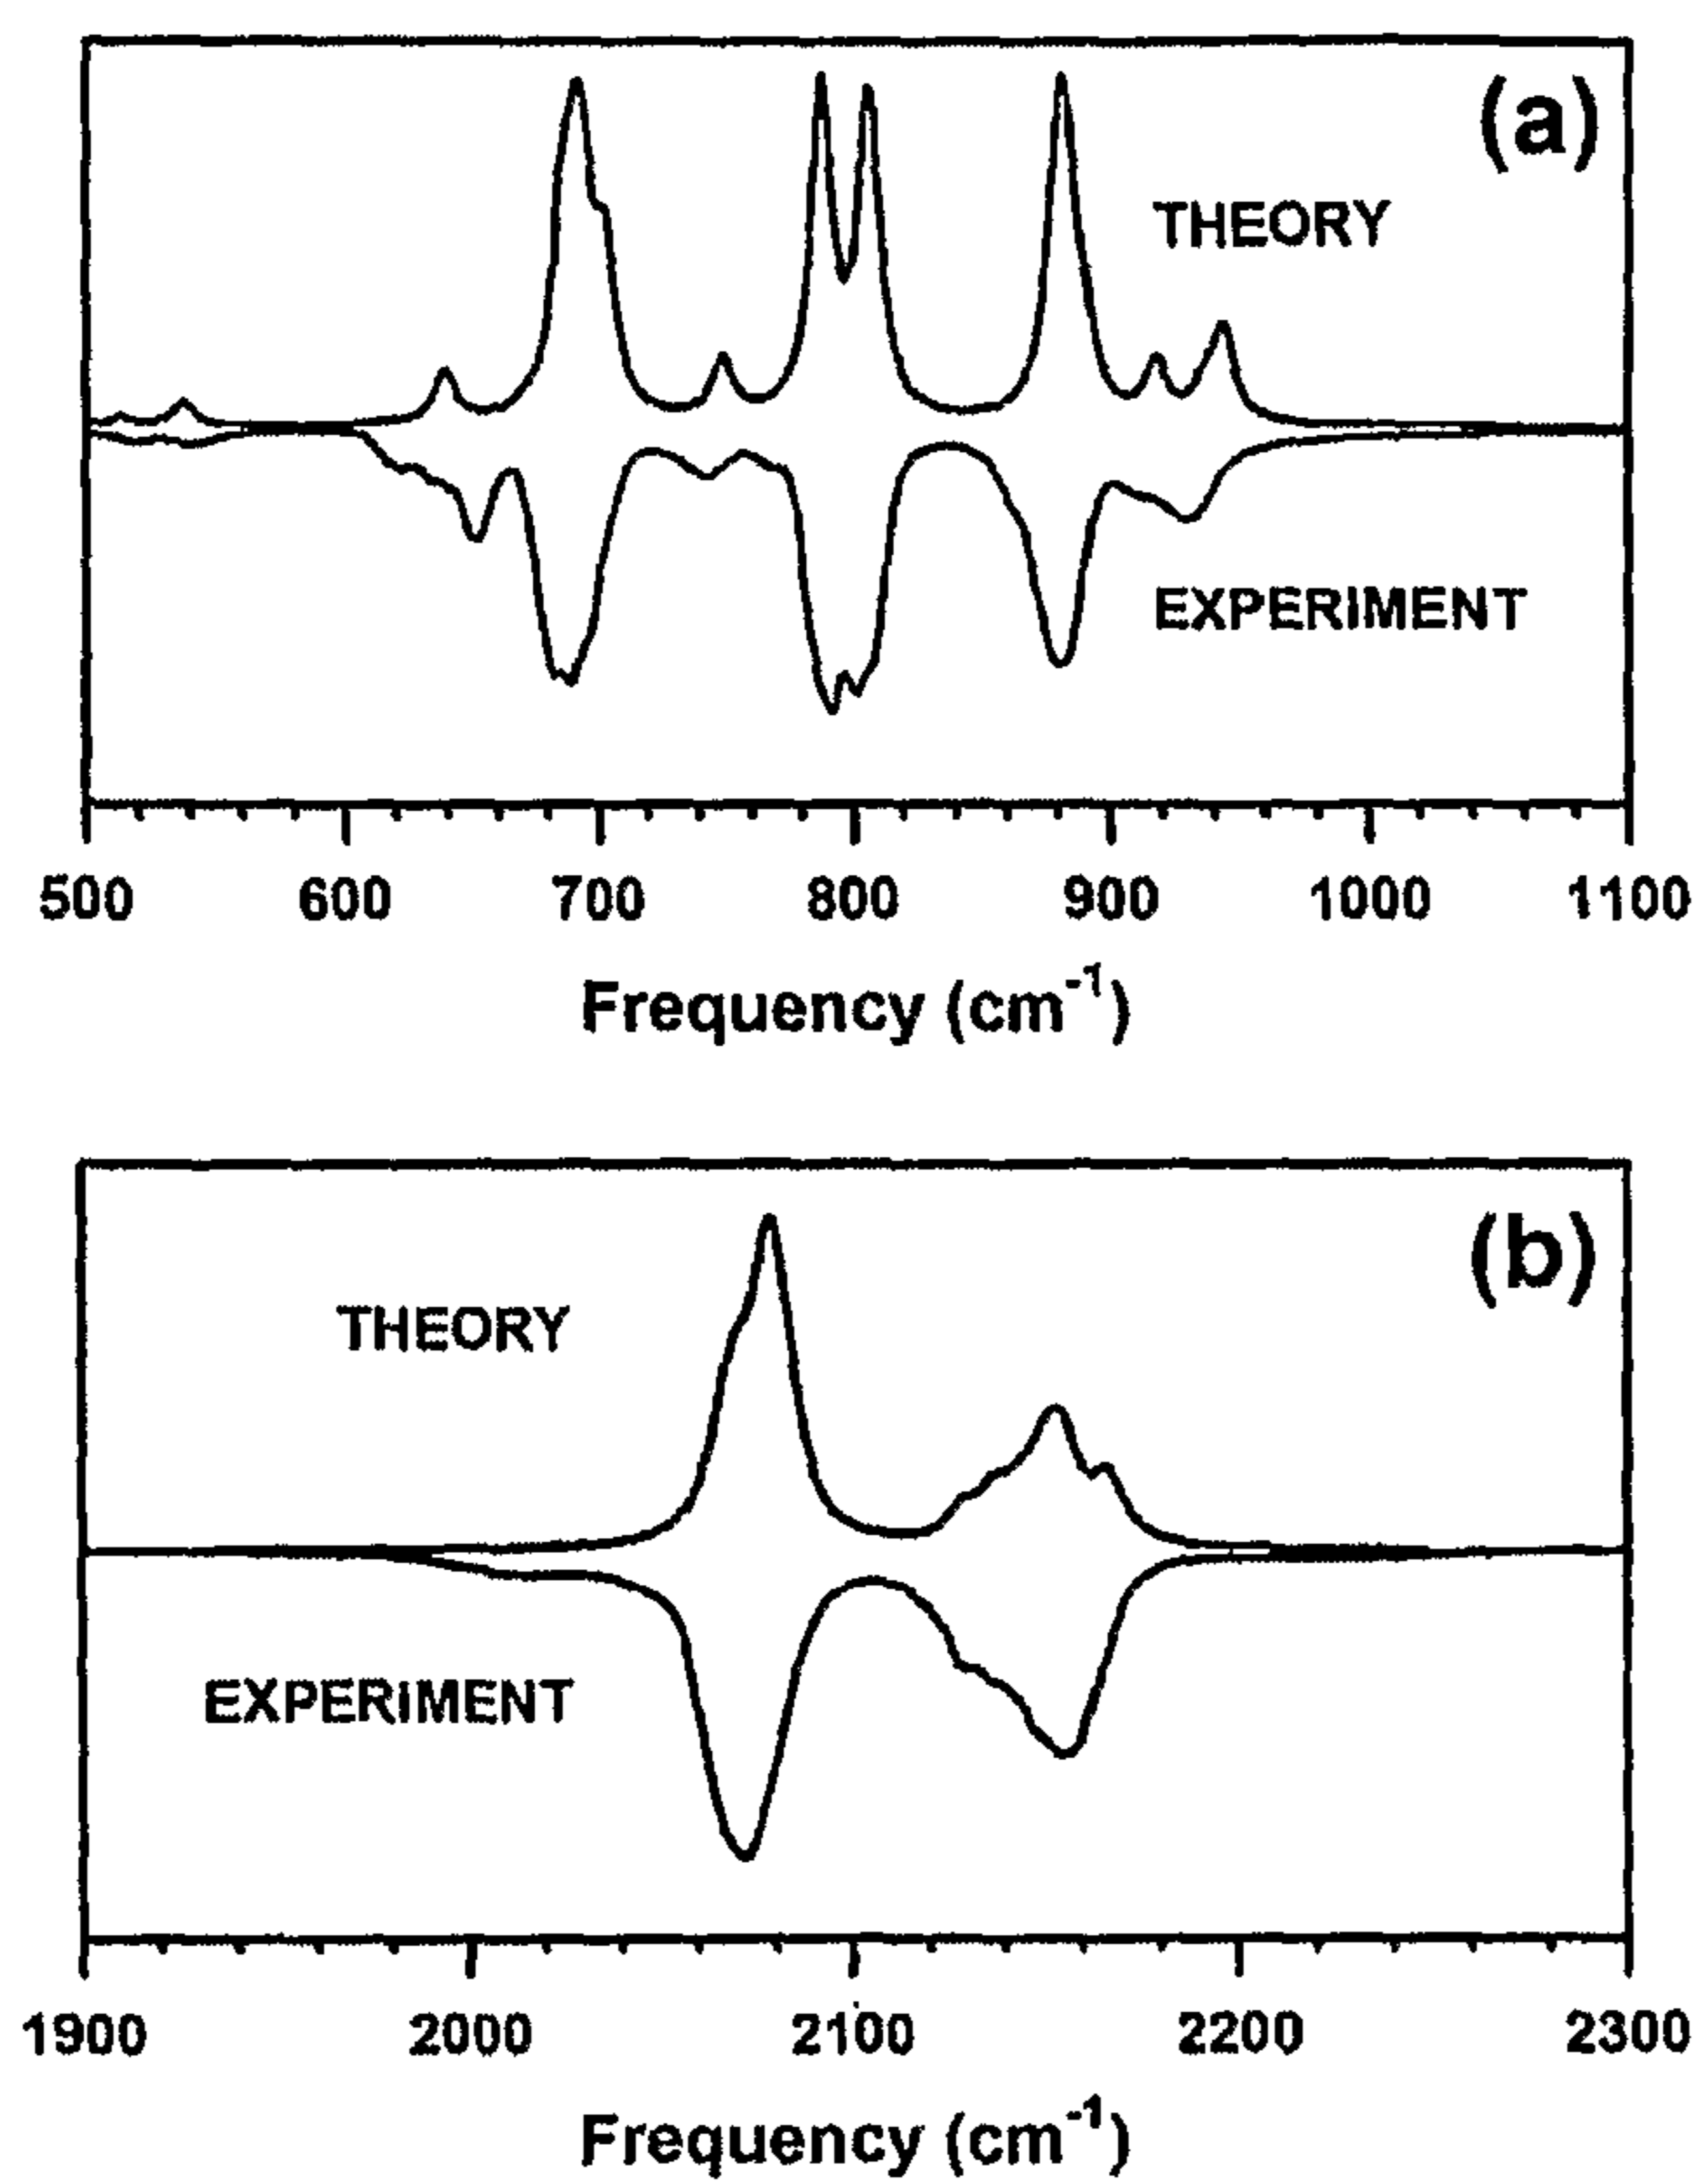 (a)
THEORY
EXPERIMENT
500 600 700 800 900 1000 1100
Frequency (cm⁻¹)
(b)
THEORY
EXPERIMENT
1900 2000 2100 2200 2300
Frequency (cm⁻¹)